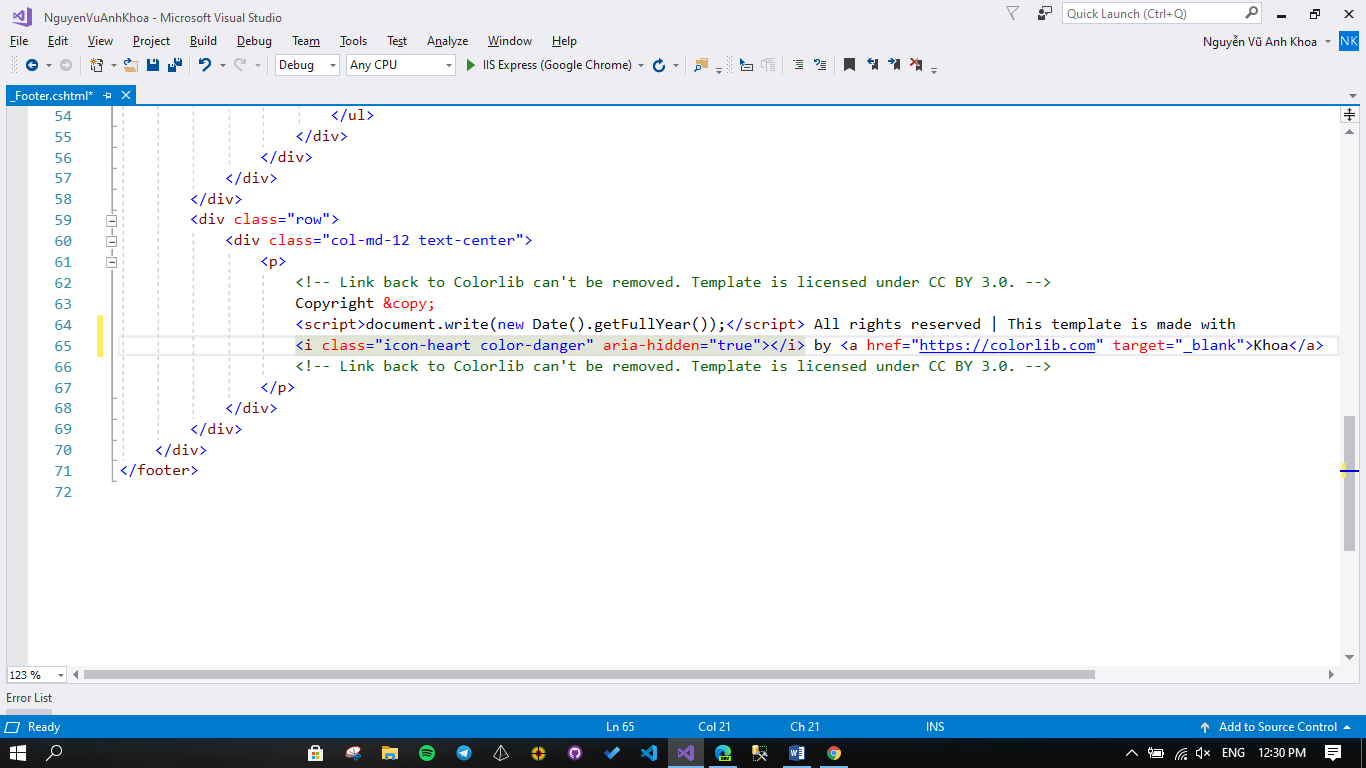 NguyenVuAnhKhoa - Microsoft Visual Studio
Quick Launch (Ctrl+Q)
File Edit View Project Build Debug Team Tools Test Analyze Window Help
Nguyễn Vũ Anh Khoa NK
Debug Any CPU IIS Express (Google Chrome)
_Footer.cshtml*
54 </ul>
55 </div>
56 </div>
57 </div>
58 </div>
59 <div class="row">
60 <div class="col-md-12 text-center">
61 <p>
62 <!-- Link back to Colorlib can't be removed. Template is licensed under CC BY 3.0. -->
63 Copyright &copy;
64 <script>document.write(new Date().getFullYear());</script> All rights reserved | This template is made with
65 <i class="icon-heart color-danger" aria-hidden="true"></i> by <a href="https://colorlib.com" target="_blank">Khoa</a>
66 <!-- Link back to Colorlib can't be removed. Template is licensed under CC BY 3.0. -->
67 </p>
68 </div>
69 </div>
70 </div>
71 </footer>
72
123 %
Error List
Ready Ln 65 Col 21 Ch 21 INS Add to Source Control
ENG 12:30 PM